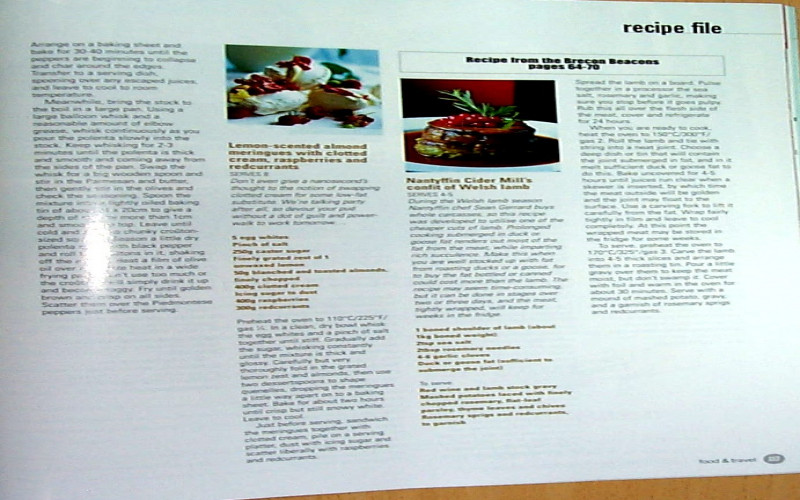 recipe file
Arrange on a baking sheet and
bake for 30-40 minutes until the
peppers are beginning to collapse
and char around the edges.
Transfer to a serving dish,
spooning over any escaped juices,
and leave to cool to room
temperature.
Meanwhile, bring the stock to
the boil in a large pan. Using a
large balloon whisk and a
reasonable amount of elbow
grease, whisk continuously as you
pour the polenta slowly into the
stock. Keep whisking for 2-3
minutes until the polenta is thick
and smooth and coming away from
the sides of the pan. Swap the
whisk for a big wooden spoon and
stir in the Parmesan and butter,
then gently stir in the olives and
check the seasoning. Spoon the
mixture into a lightly oiled baking
tin of about 20cm to give a
depth of more than 1cm
and smooth top. Leave until
cold and chunky croûton-
sized Season a little dry
polenta with black pepper
and roll tons in it, shaking
off the Heat a film of olive
oil over heat in a wide
frying pan use too much or
the croû will simply drink it up
and become soggy. Fry until golden
brown and crisp on all sides.
Scatter them over the Piedmontese
peppers just before serving.
Lemon-scented almond
meringues with clotted
cream, raspberries and
redcurrants
SERVES 6
Don't ever give a nanosecond's
thought to the notion of swapping
clotted cream for some low-fat
substitute. We're talking party
after all, so devour your pud
without a dot of guilt and power-
walk to work tomorrow.
5 egg whites
Pinch of salt
250g caster sugar
Finely grated zest of 1
unwaxed lemon
50g blanched and toasted almonds,
finely chopped
400g clotted cream
Icing sugar to dust
400g raspberries
300g redcurrants
Preheat the oven to 110°C/225°F/
gas ¼. In a clean, dry bowl whisk
the egg whites and a pinch of salt
together until stiff. Gradually add
the sugar, whisking constantly
until the mixture is thick and
glossy. Carefully but very
thoroughly fold in the grated
lemon zest and almonds, then use
two dessertspoons to shape
quenelles, dropping the meringues
a little way apart on to a baking
sheet. Bake for about two hours
until crisp but still snowy white.
Leave to cool.
Just before serving, sandwich
the meringues together with
clotted cream, pile on a serving
platter, dust with icing sugar and
scatter liberally with raspberries
and redcurrants.
Recipe from the Brecon Beacons
pages 64-70
Nantyffin Cider Mill's
confit of Welsh lamb
SERVES 4-5
During the Welsh lamb season
Nantyffin chef Sean Gerrard buys
whole carcasses, so this recipe
was developed to utilise one of the
cheaper cuts of lamb. Prolonged
cooking submerged in duck or
goose fat renders out most of the
fat from the meat, while imparting
rich succulence. Make this when
you are well stocked up with fat
from roasting ducks or a goose, for
to buy the fat bottled or canned
could cost more than the lamb. The
recipe may seem time-consuming,
but it can be done in stages over
two or three days, and the meat,
tightly wrapped, will keep for
weeks in the fridge.
1 boned shoulder of lamb (about
1kg boned weight)
2tbsp sea salt
2tbsp rosemary needles
4-6 garlic cloves
Duck or goose fat (sufficient to
submerge the joint)
To serve:
Red wine and lamb stock gravy
Mashed potatoes laced with finely
chopped rosemary, flat-leaf
parsley, thyme leaves and chives
Rosemary sprigs and redcurrants,
to garnish
Spread the lamb on a board. Pulse
together in a processor the sea
salt, rosemary and garlic, making
sure you stop before it goes pulpy.
Rub this all over the flesh side of
the meat, cover and refrigerate
for 24 hours.
When you are ready to cook,
heat the oven to 150°C/300°F/
gas 2. Roll the lamb and tie with
string into a neat joint. Choose a
deep dish or tin that will contain
the joint submerged in fat, and in it
melt sufficient duck or goose fat to
do this. Bake uncovered for 4-5
hours until juices run clear when a
skewer is inserted, by which time
the meat outside will be golden
and the joint may float to the
surface. Use a carving fork to lift it
carefully from the fat. Wrap fairly
tightly in film and leave to cool
completely. At this point the
wrapped meat may be stored in
the fridge for some weeks.
To serve, preheat the oven to
170°C/325°F/gas 3. Carve the lamb
into 4-5 thick slices and arrange
them in a roasting tin. Pour a little
gravy over them to keep the meat
moist, but don't swamp it. Cover
with foil and warm in the oven for
about 30 minutes. Serve with a
mound of mashed potato, gravy,
and a garnish of rosemary sprigs
and redcurrants.
food & travel